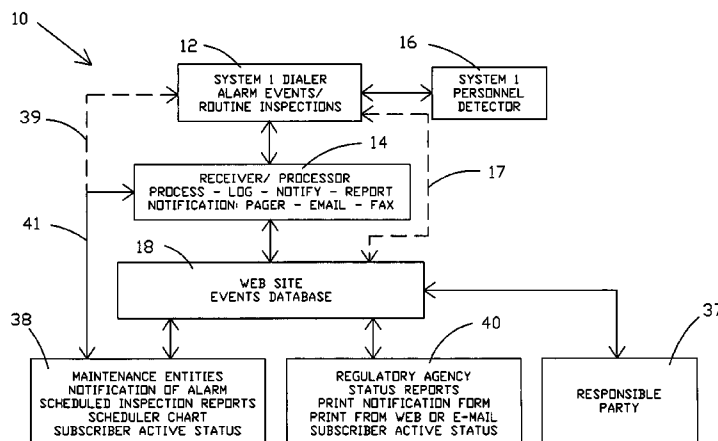 10
12
16
SYSTEM 1 DIALER
ALARM EVENTS/
ROUTINE INSPECTIONS
SYSTEM 1
PERSONNEL
DETECTOR
39
14
17
RECEIVER/ PROCESSOR
PROCESS - LOG - NOTIFY - REPORT
NOTIFICATION: PAGER - EMAIL - FAX
41
18
WEB SITE
EVENTS DATABASE
38
40
37
MAINTENANCE ENTITIES
NOTIFICATION OF ALARM
SCHEDULED INSPECTION REPORTS
SCHEDULER CHART
SUBSCRIBER ACTIVE STATUS
REGULATORY AGENCY
STATUS REPORTS
PRINT NOTIFICATION FORM
PRINT FROM WEB OR E-MAIL
SUBSCRIBER ACTIVE STATUS
RESPONSIBLE
PARTY